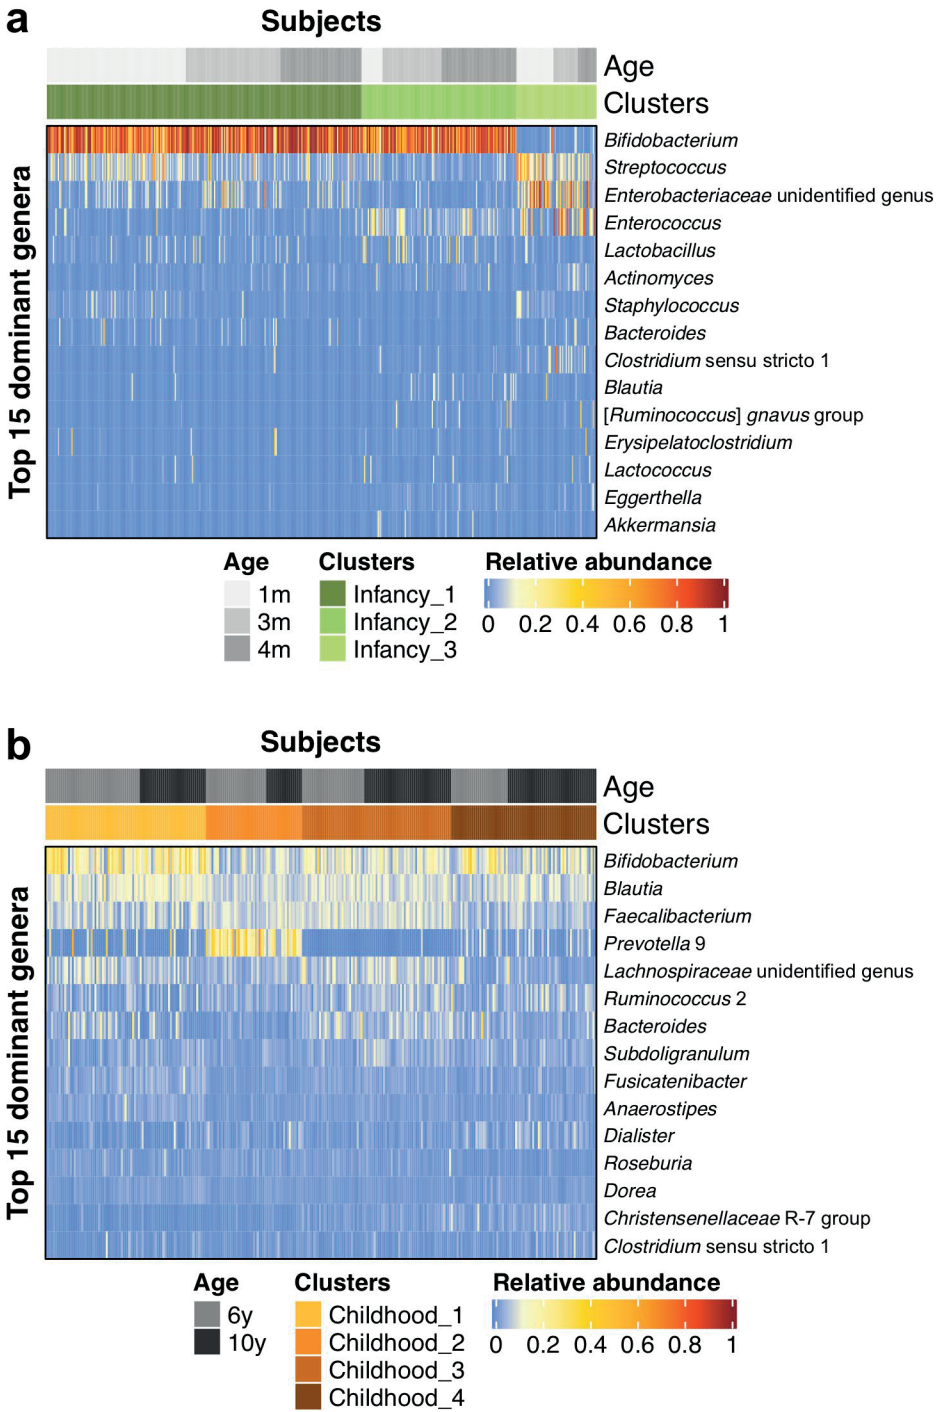 a
Subjects
Age
Clusters
Top 15 dominant genera
Bifidobacterium
Streptococcus
Enterobacteriaceae unidentified genus
Enterococcus
Lactobacillus
Actinomyces
Staphylococcus
Bacteroides
Clostridium sensu stricto 1
Blautia
[Ruminococcus] gnavus group
Erysipelatoclostridium
Lactococcus
Eggerthella
Akkermansia
Age
1m
3m
4m
Clusters
Infancy_1
Infancy_2
Infancy_3
Relative abundance
0 0.2 0.4 0.6 0.8 1
b
Subjects
Age
Clusters
Top 15 dominant genera
Bifidobacterium
Blautia
Faecalibacterium
Prevotella 9
Lachnospiraceae unidentified genus
Ruminococcus 2
Bacteroides
Subdoligranulum
Fusicatenibacter
Anaerostipes
Dialister
Roseburia
Dorea
Christensenellaceae R-7 group
Clostridium sensu stricto 1
Age
6y
10y
Clusters
Childhood_1
Childhood_2
Childhood_3
Childhood_4
Relative abundance
0 0.2 0.4 0.6 0.8 1